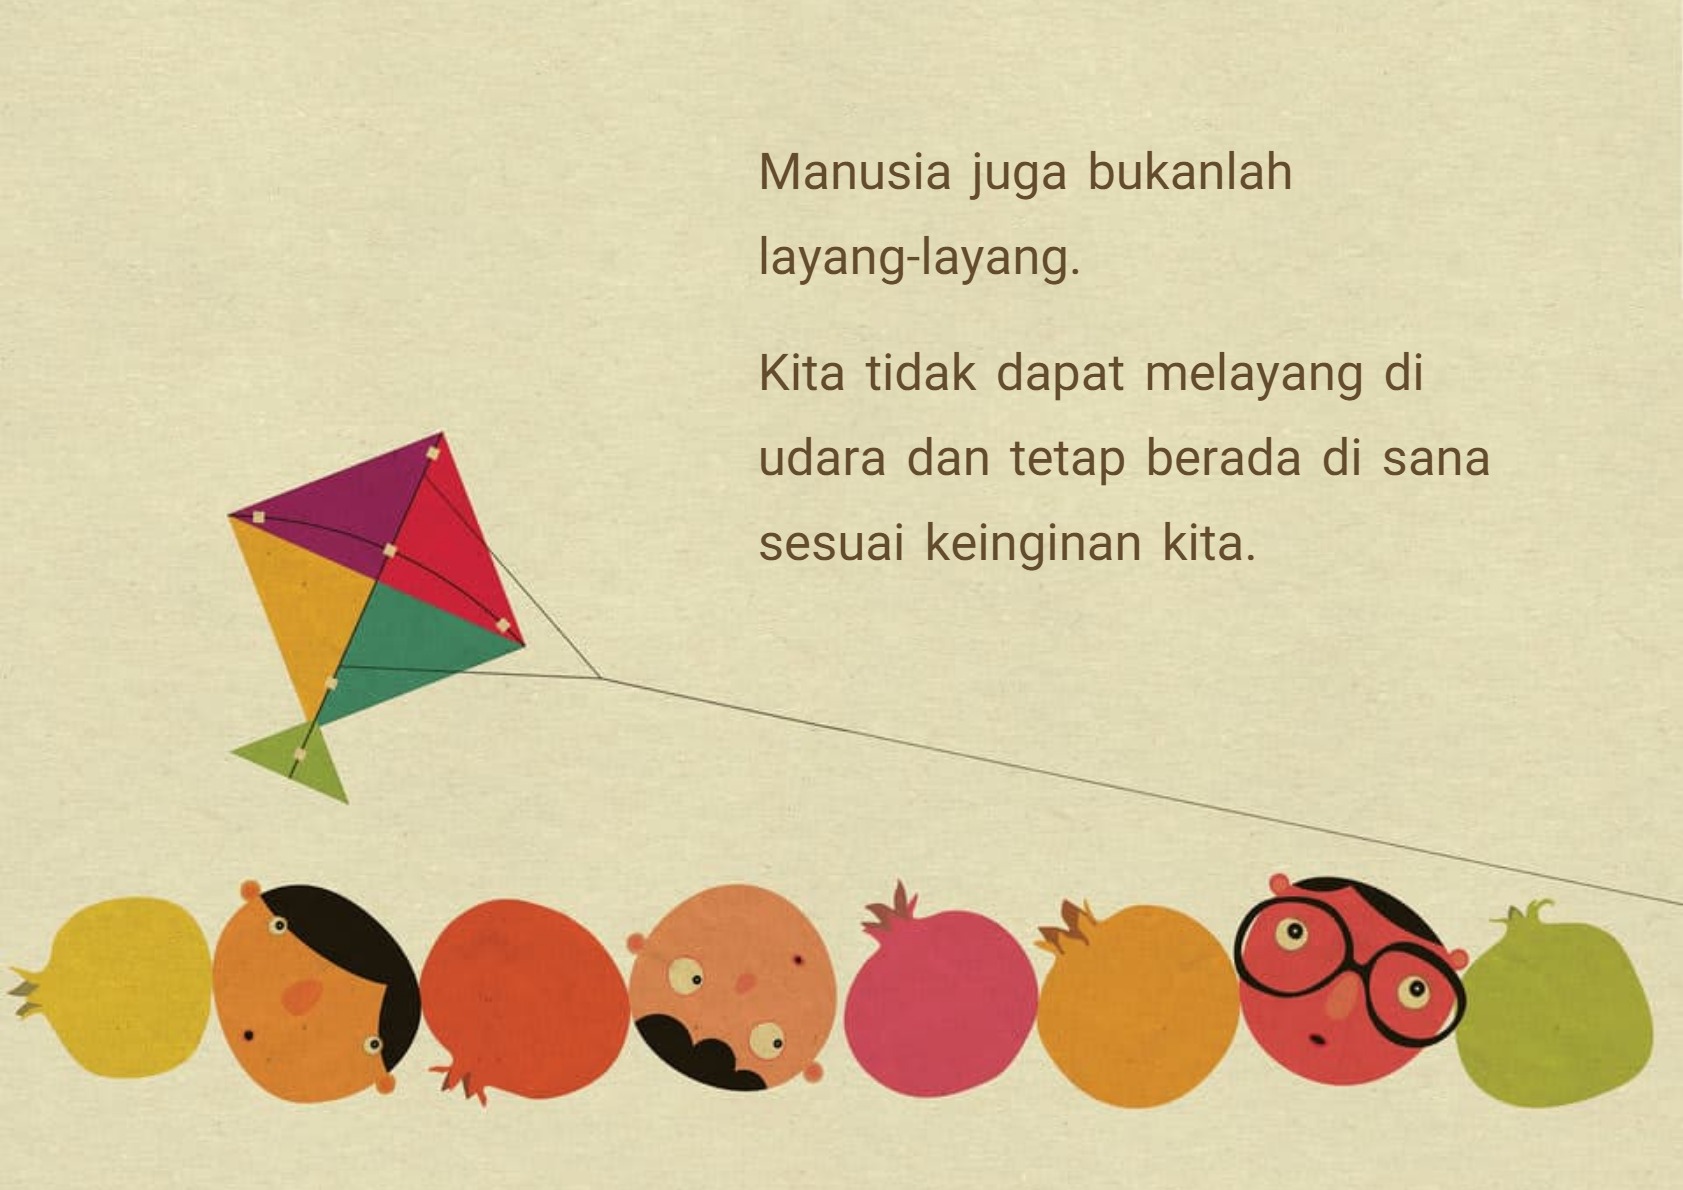 Manusia juga bukanlah
layang-layang.
Kita tidak dapat melayang di
udara dan tetap berada di sana
sesuai keinginan kita.